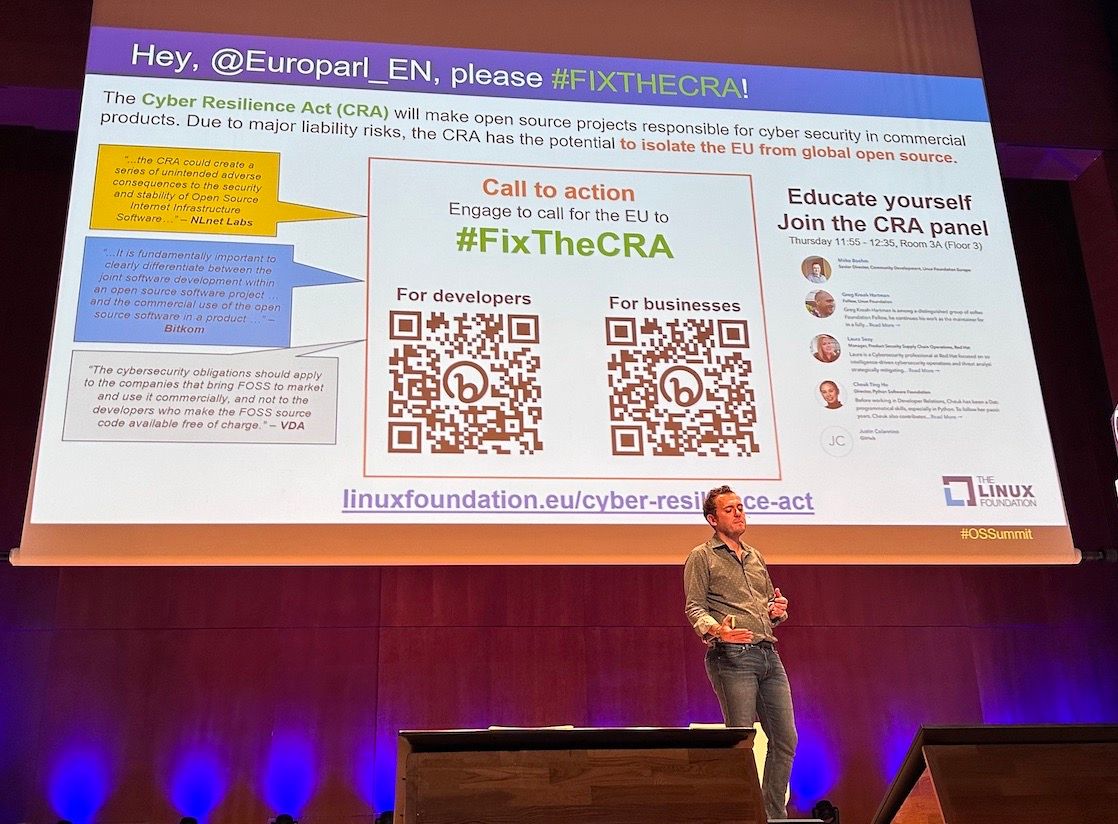 Hey, @Europarl_EN, please #FIXTHECRA!
The Cyber Resilience Act (CRA) will make open source projects responsible for cyber security in commercial
products. Due to major liability risks, the CRA has the potential to isolate the EU from global open source.
"...the CRA could create a
series of unintended adverse
consequences to the security
and stability of Open Source
Internet Infrastructure
Software…" – NLnet Labs
"...It is fundamentally important to
clearly differentiate between the
joint software development within
an open source software project …
and the commercial use of the open
source software in a product …" –
Bitkom
"The cybersecurity obligations should apply
to the companies that bring FOSS to market
and use it commercially, and not to the
developers who make the FOSS source
code available free of charge." – VDA
Call to action
Engage to call for the EU to
#FixTheCRA
For developers
For businesses
Educate yourself
Join the CRA panel
Thursday 11:55 - 12:35, Room 3A (Floor 3)
Mirko Boehm
Senior Director, Community Development, Linux Foundation Europe
Greg Kroah-Hartman
Fellow, Linux Foundation
Greg Kroah-Hartman is among a distinguished group of softw
Foundation Fellow, he continues his work as the maintainer for
in a fully... Read More →
Manager, Product Security Supply Chain Operations, Red Hat
Laura is a Cybersecurity professional at Red Hat focused on
intelligence-driven cybersecurity operations and threat analysi
strategically mitigating... Read More →
Cheuk Ting Ho
Director, Python Software Foundation
Before working in Developer Relations, Cheuk has been a Dat
programmatical skills, especially in Python. To follow her passi
years, Cheuk also contributes... Read More →
JC
Justin Colannino
GitHub
linuxfoundation.eu/cyber-resil ce-act
THE
LINUX
FOUNDATION
#OSSummit